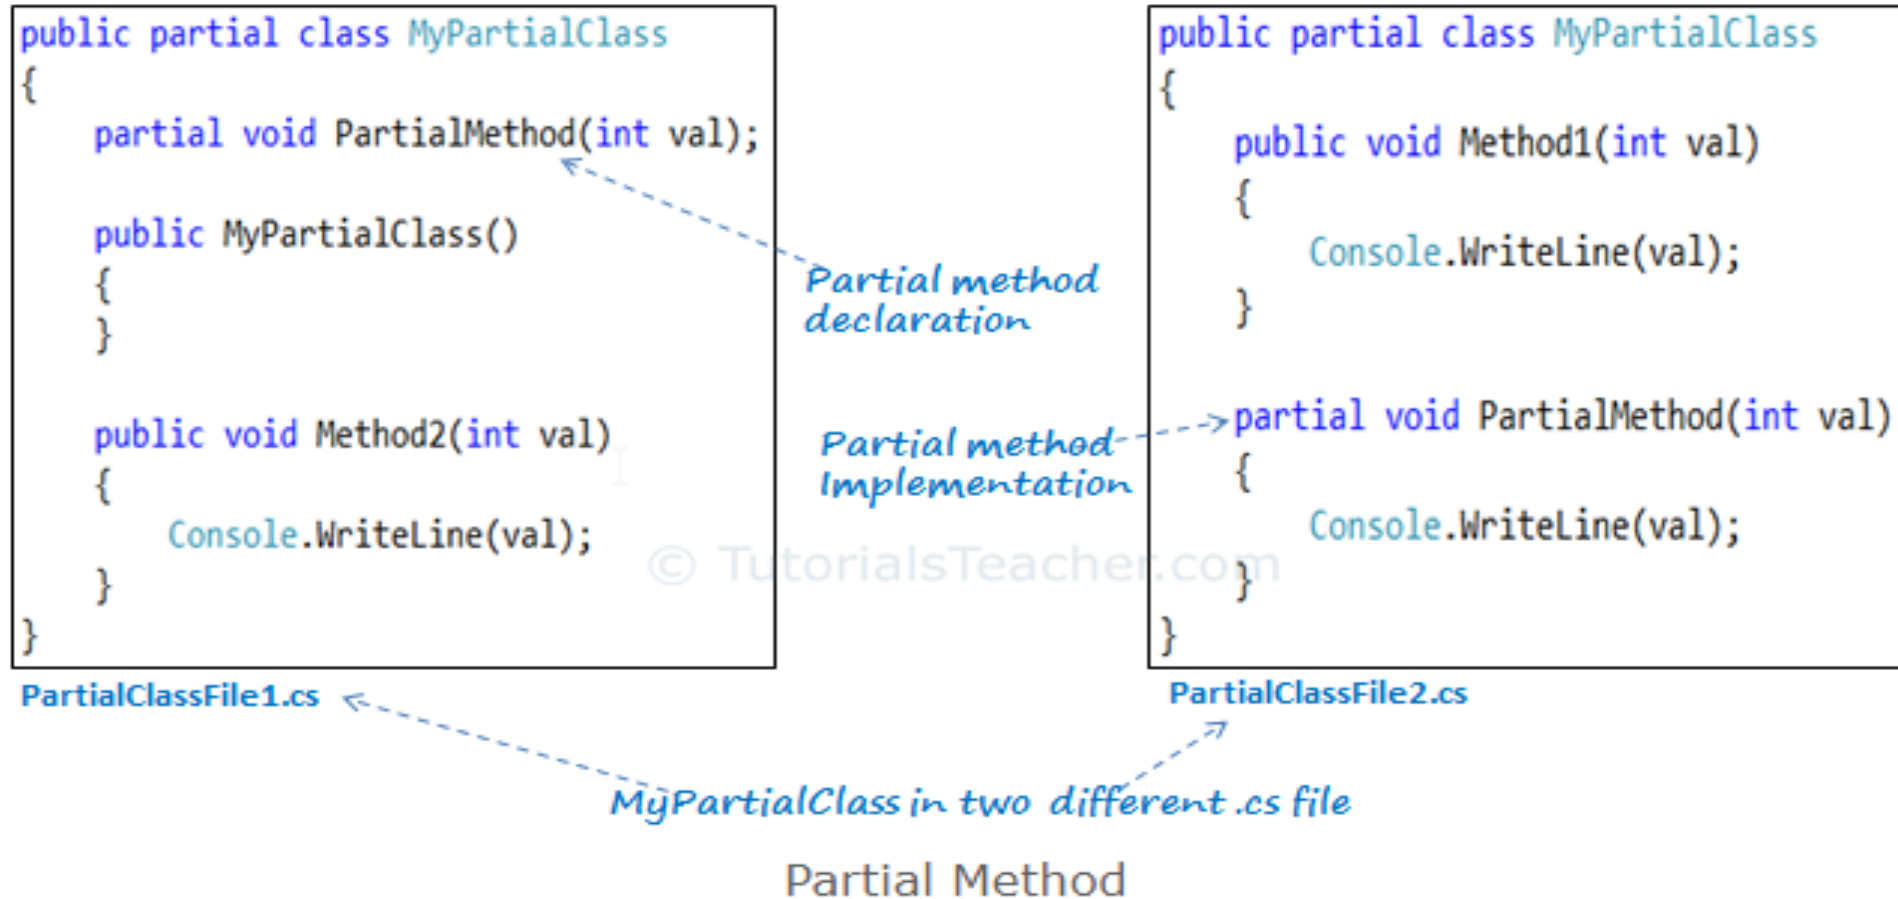 public partial class MyPartialClass
{
    partial void PartialMethod(int val);

    public MyPartialClass()
    {
    }

    public void Method2(int val)
    {
        Console.WriteLine(val);
    }
}
PartialClassFile1.cs
Partial method
declaration
Partial method
Implementation
public partial class MyPartialClass
{
    public void Method1(int val)
    {
        Console.WriteLine(val);
    }

    partial void PartialMethod(int val)
    {
        Console.WriteLine(val);
    }
}
PartialClassFile2.cs
© TutorialsTeacher.com
MyPartialClass in two different .cs file
Partial Method